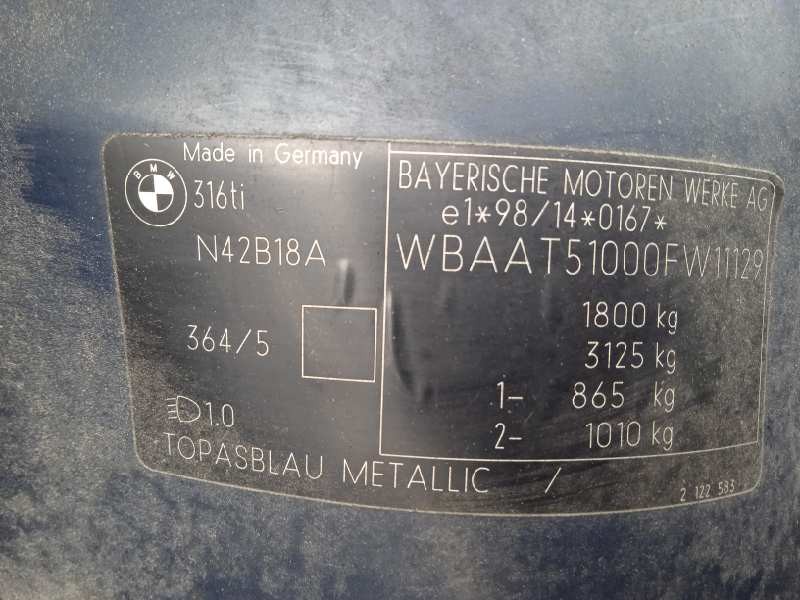 Made in Germany
BMW
316ti
N42B18A
364/5
1.0
TOPASBLAU METALLIC /
BAYERISCHE MOTOREN WERKE AG
e1*98/14*0167*
WBAAT51000FW11129
1800 kg
3125 kg
1- 865 kg
2- 1010 kg
2 122 583